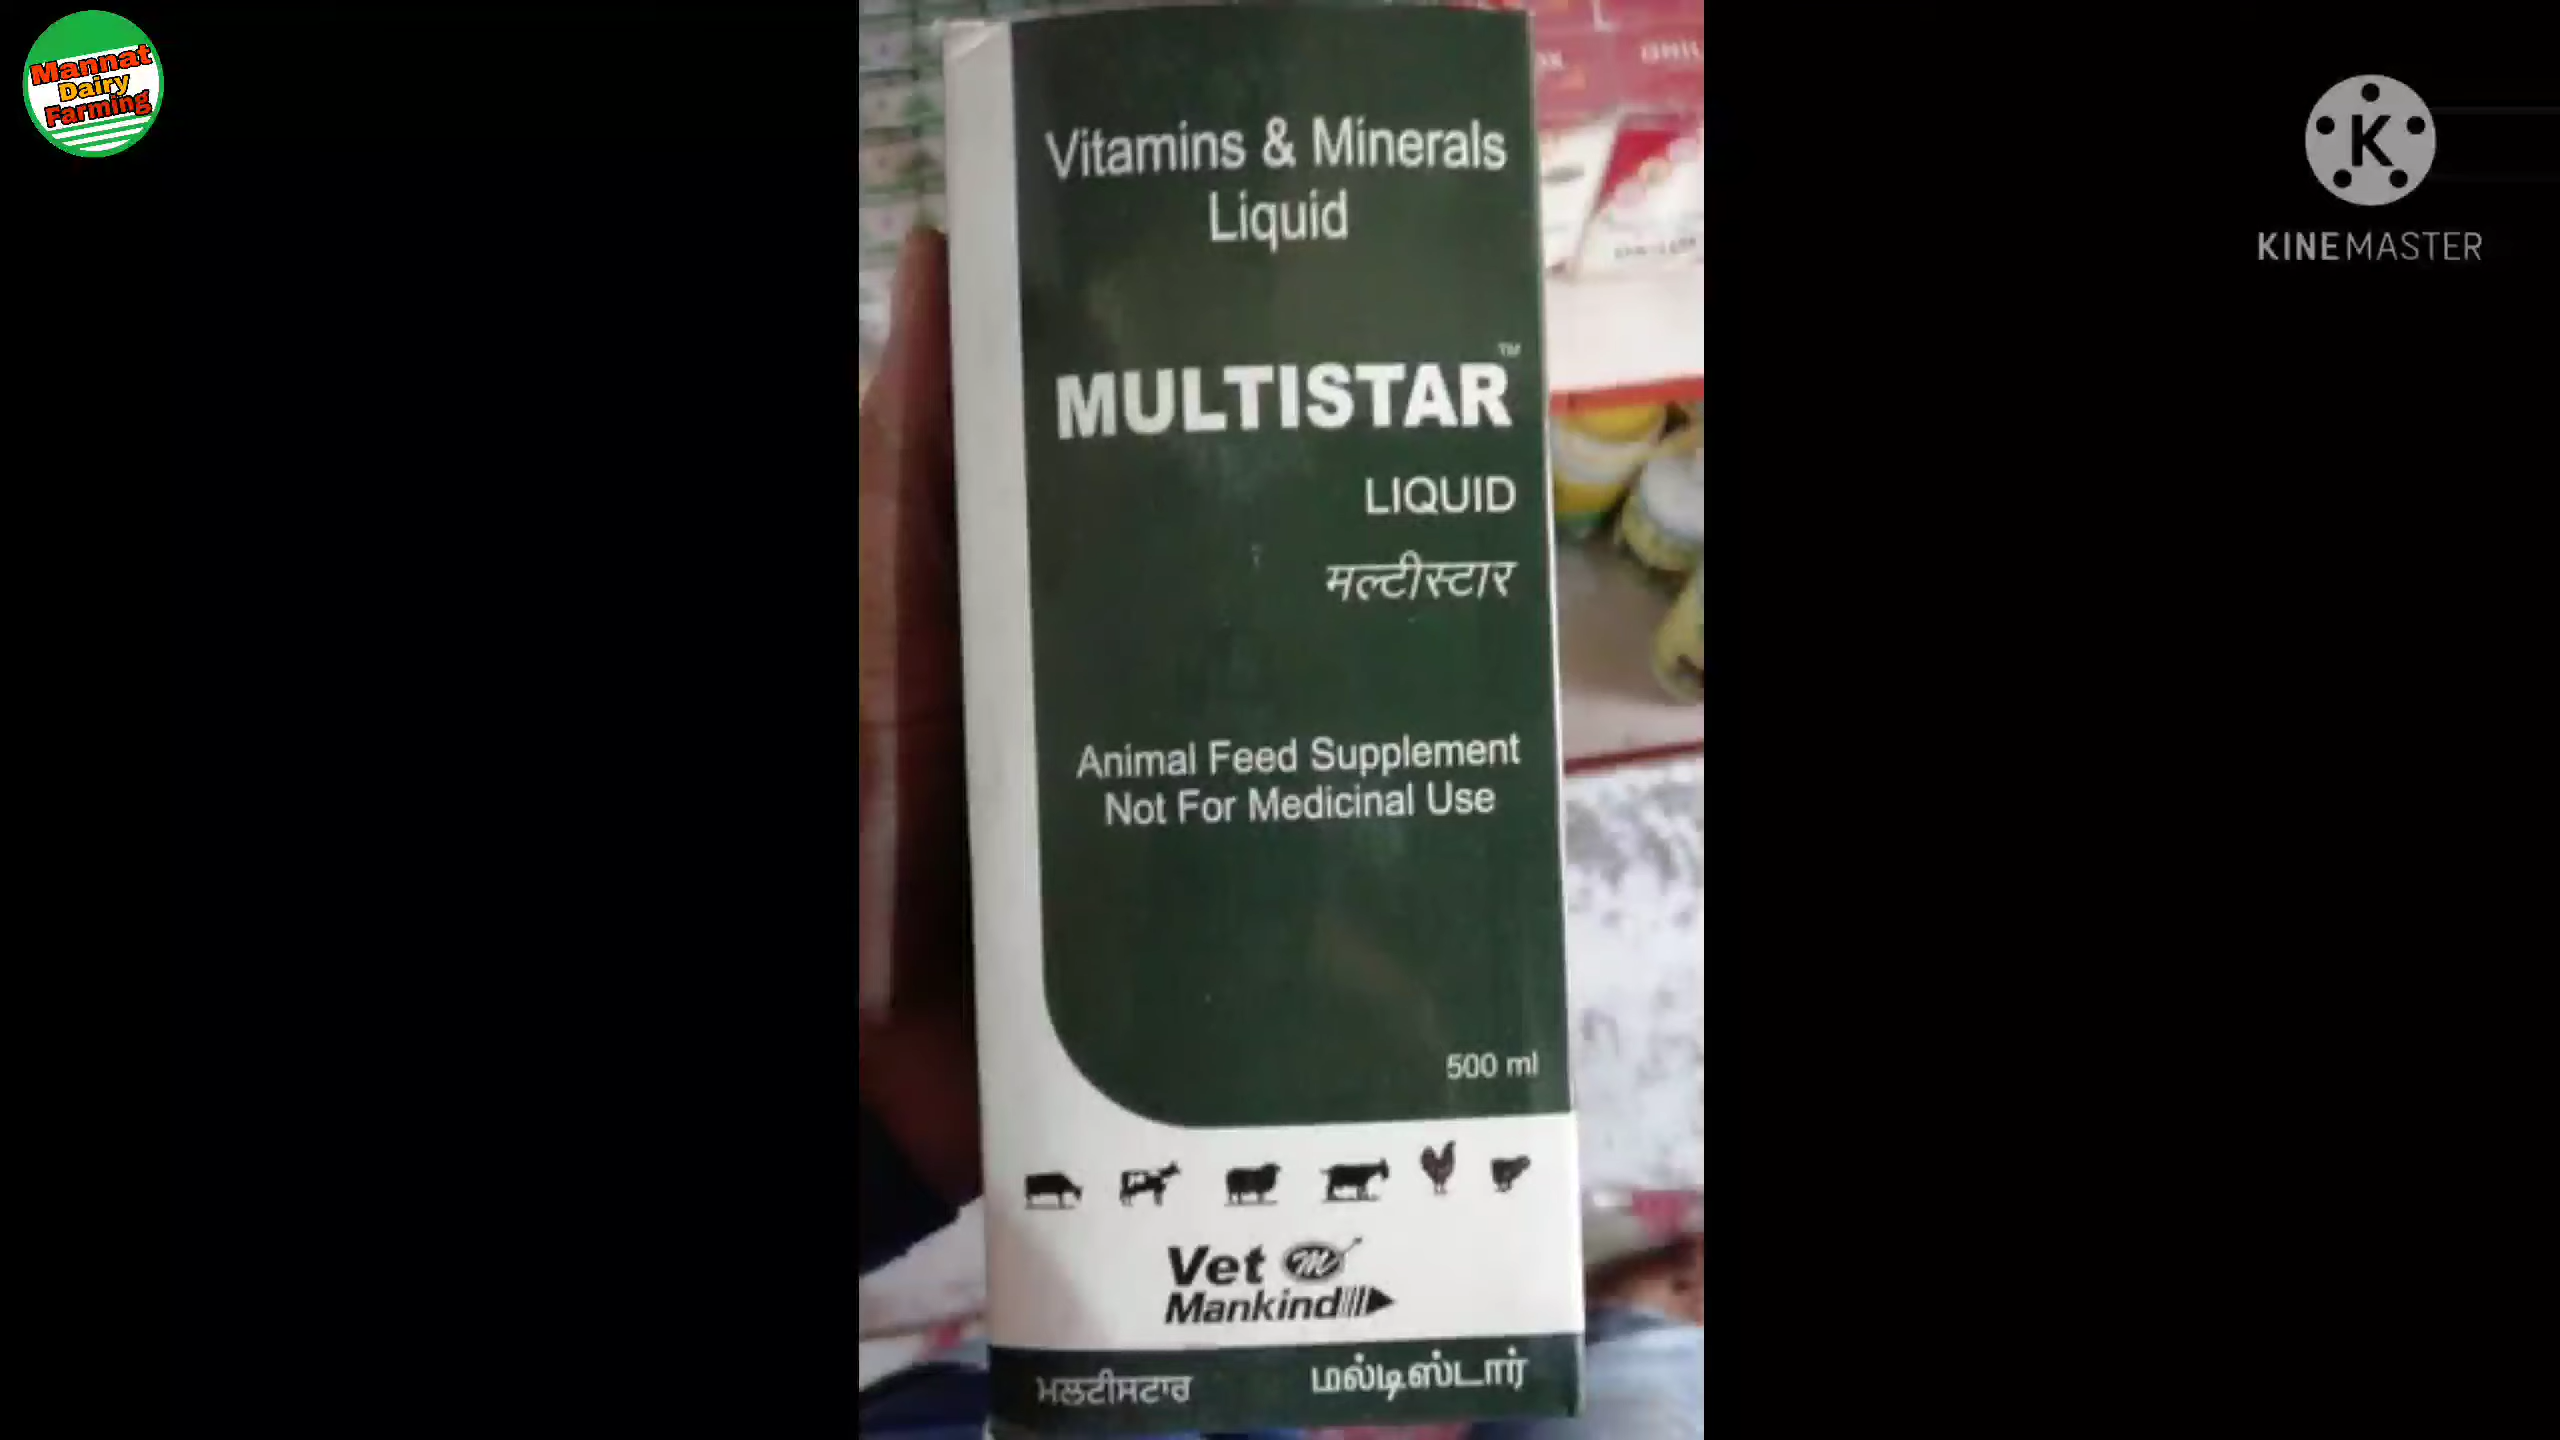 Mannat
Dairy
Farming
K
KINEMASTER
Vitamins & Minerals
Liquid
MULTISTAR™
LIQUID
मल्टीस्टार
Animal Feed Supplement
Not For Medicinal Use
500 ml
Vet
Mankind
ਮਲਟੀਸਟਾਰ
மல்டிஸ்டார்